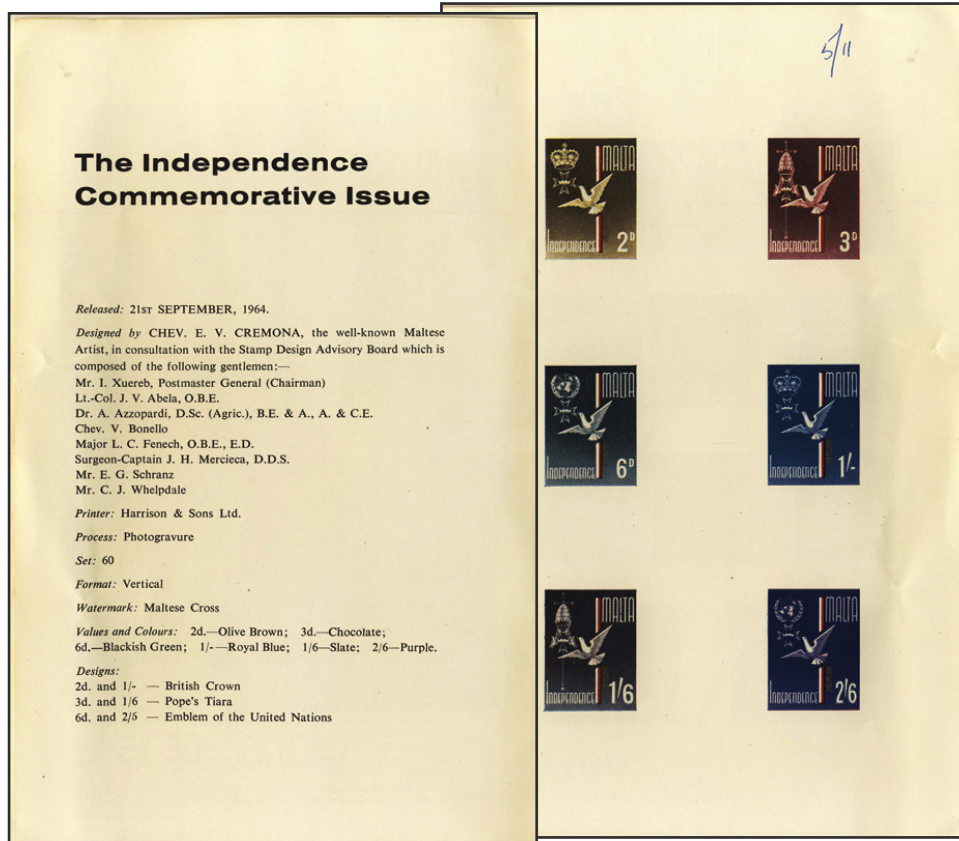 The Independence
Commemorative Issue
Released: 21ST SEPTEMBER, 1964.
Designed by CHEV. E. V. CREMONA, the well-known Maltese
Artist, in consultation with the Stamp Design Advisory Board which is
composed of the following gentlemen:—
Mr. I. Xuereb, Postmaster General (Chairman)
Lt.-Col. J. V. Abela, O.B.E.
Dr. A. Azzopardi, D.Sc. (Agric.), B.E. & A., A. & C.E.
Chev. V. Bonello
Major L. C. Fenech, O.B.E., E.D.
Surgeon-Captain J. H. Mercieca, D.D.S.
Mr. E. G. Schranz
Mr. C. J. Whelpdale
Printer: Harrison & Sons Ltd.
Process: Photogravure
Set: 60
Format: Vertical
Watermark: Maltese Cross
Values and Colours: 2d.—Olive Brown; 3d.—Chocolate;
6d.—Blackish Green; 1/-—Royal Blue; 1/6—Slate; 2/6—Purple.
Designs:
2d. and 1/- — British Crown
3d. and 1/6 — Pope's Tiara
6d. and 2/6 — Emblem of the United Nations
5/11
MALTA
INDEPENDENCE 2D
MALTA
INDEPENDENCE 3D
MALTA
INDEPENDENCE 6D
MALTA
INDEPENDENCE 1/-
MALTA
INDEPENDENCE 1/6
MALTA
INDEPENDENCE 2/6